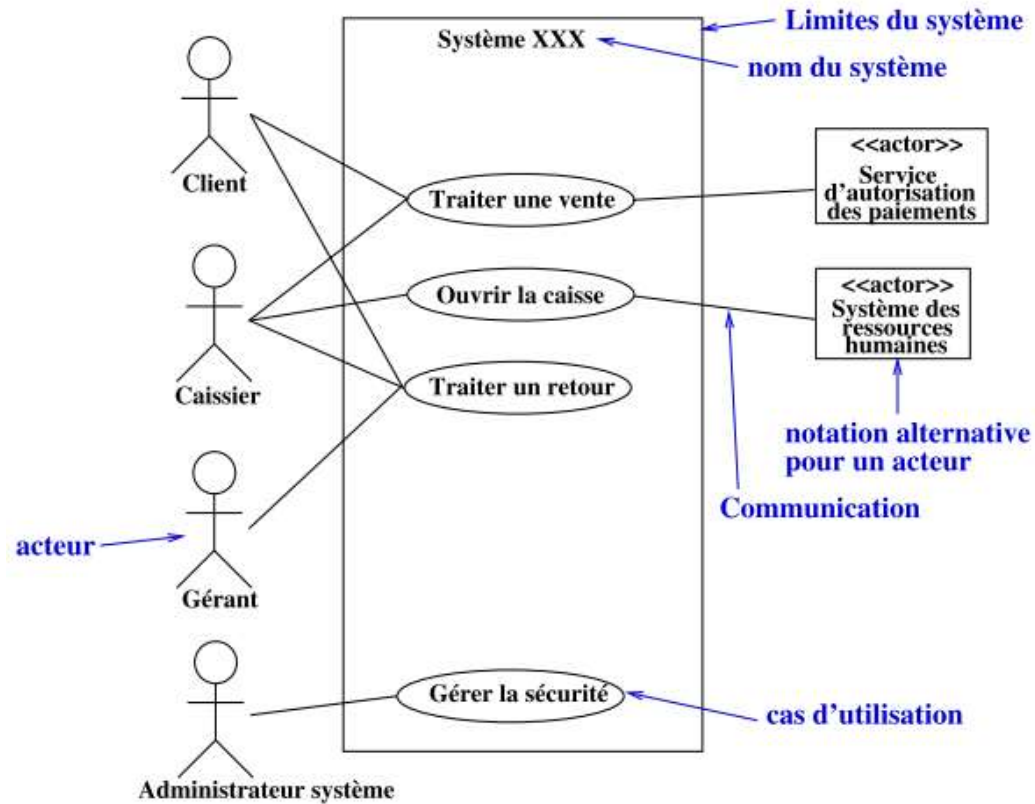 Limites du système
Système XXX
nom du système
<<actor>>
Service
d'autorisation
des paiements
Client
Traiter une vente
<<actor>>
Système des
ressources
humaines
Ouvrir la caisse
Caissier
Traiter un retour
notation alternative
pour un acteur
Communication
acteur
Gérant
Gérer la sécurité
cas d'utilisation
Administrateur système